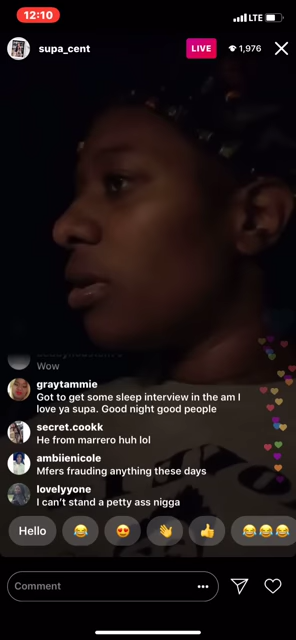 12:10
LTE
supa_cent
LIVE
1,976
Wow
graytammie
Got to get some sleep interview in the am I
love ya supa. Good night good people
secret.cookk
He from marrero huh lol
ambiienicole
Mfers frauding anything these days
lovelyyone
I can't stand a petty ass nigga
Hello
Comment